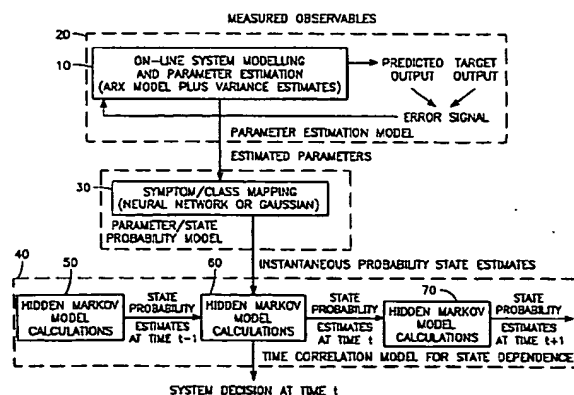 MEASURED OBSERVABLES
20
10
ON-LINE SYSTEM MODELLING
AND PARAMETER ESTIMATION
(ARX MODEL PLUS VARIANCE ESTIMATES)
PREDICTED OUTPUT
TARGET OUTPUT
ERROR SIGNAL
PARAMETER ESTIMATION MODEL
ESTIMATED PARAMETERS
30
SYMPTOM/CLASS MAPPING
(NEURAL NETWORK OR GAUSSIAN)
PARAMETER/STATE
PROBABILITY MODEL
INSTANTANEOUS PROBABILITY STATE ESTIMATES
40
50
60
70
HIDDEN MARKOV
MODEL
CALCULATIONS
STATE
PROBABILITY
ESTIMATES
AT TIME t-1
HIDDEN MARKOV
MODEL
CALCULATIONS
STATE
PROBABILITY
ESTIMATES
AT TIME t
HIDDEN MARKOV
MODEL
CALCULATIONS
STATE
PROBABILITY
ESTIMATES
AT TIME t+1
TIME CORRELATION MODEL FOR STATE DEPENDENCE
SYSTEM DECISION AT TIME t